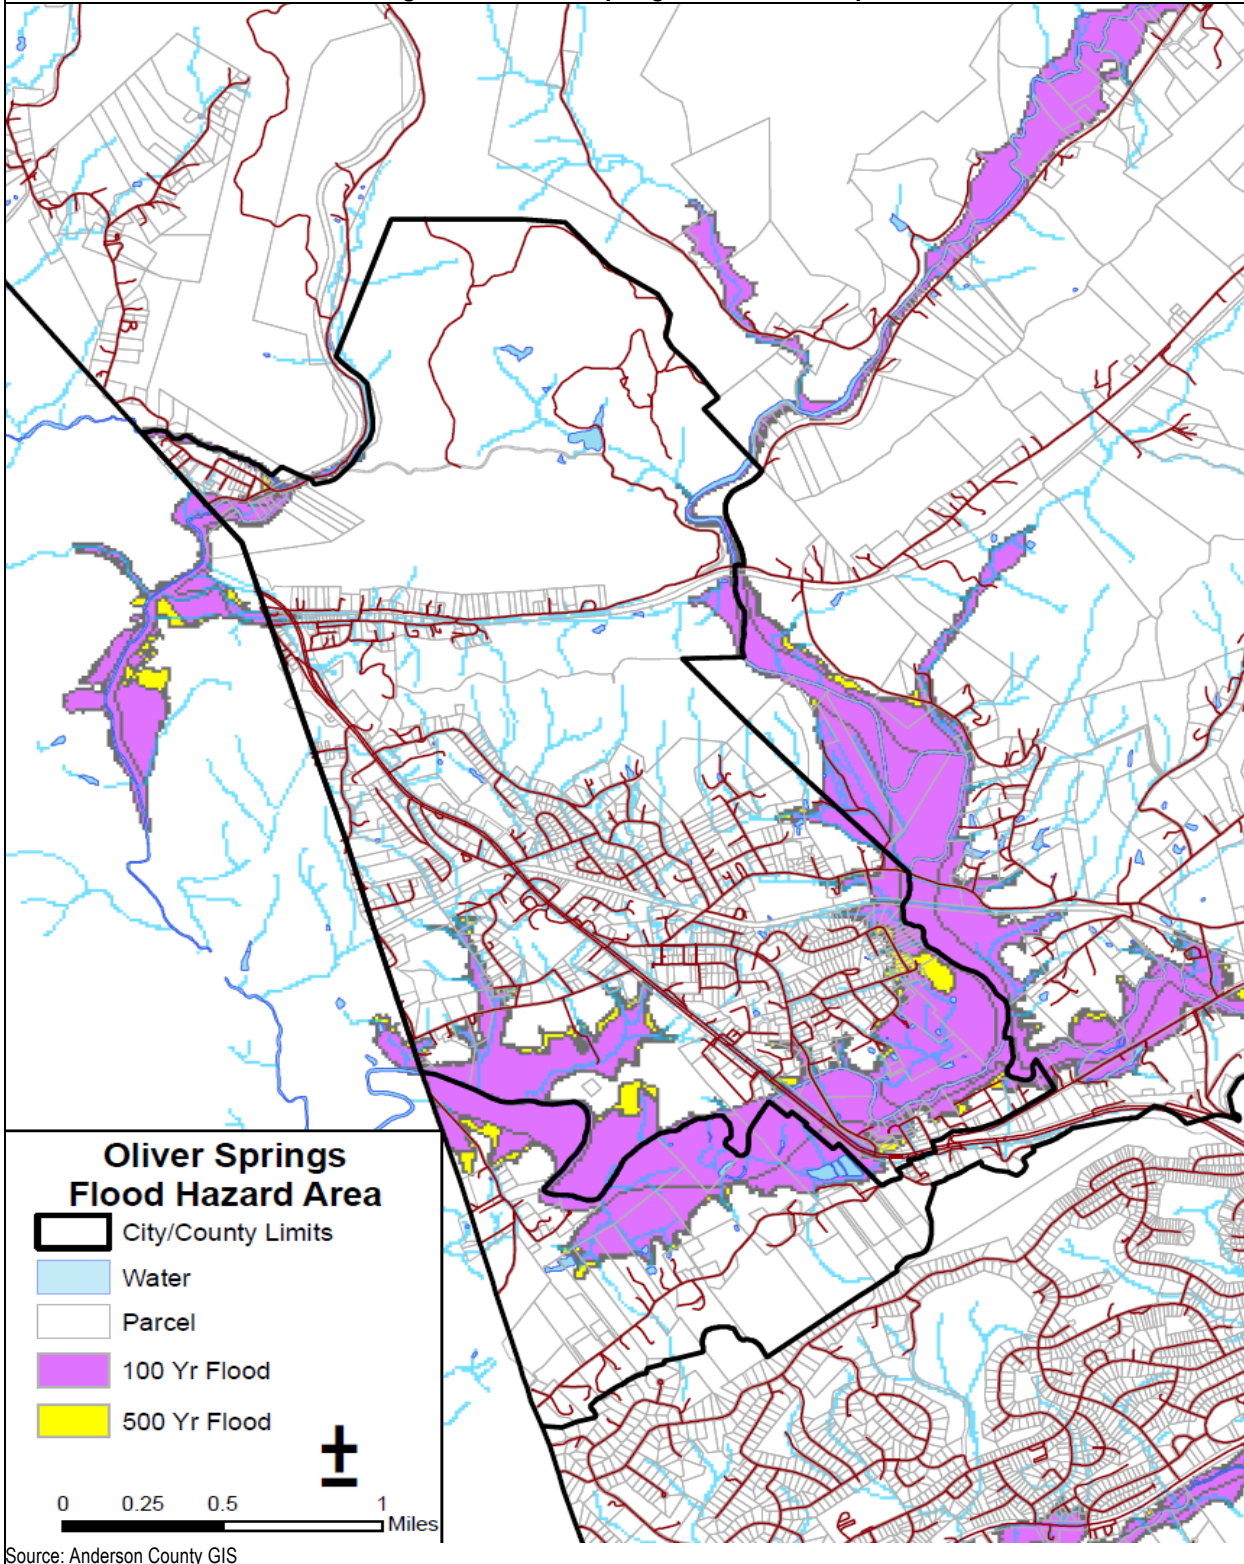 Oliver Springs
Flood Hazard Area
City/County Limits
Water
Parcel
100 Yr Flood
500 Yr Flood
0 0.25 0.5 1
Miles
Source: Anderson County GIS